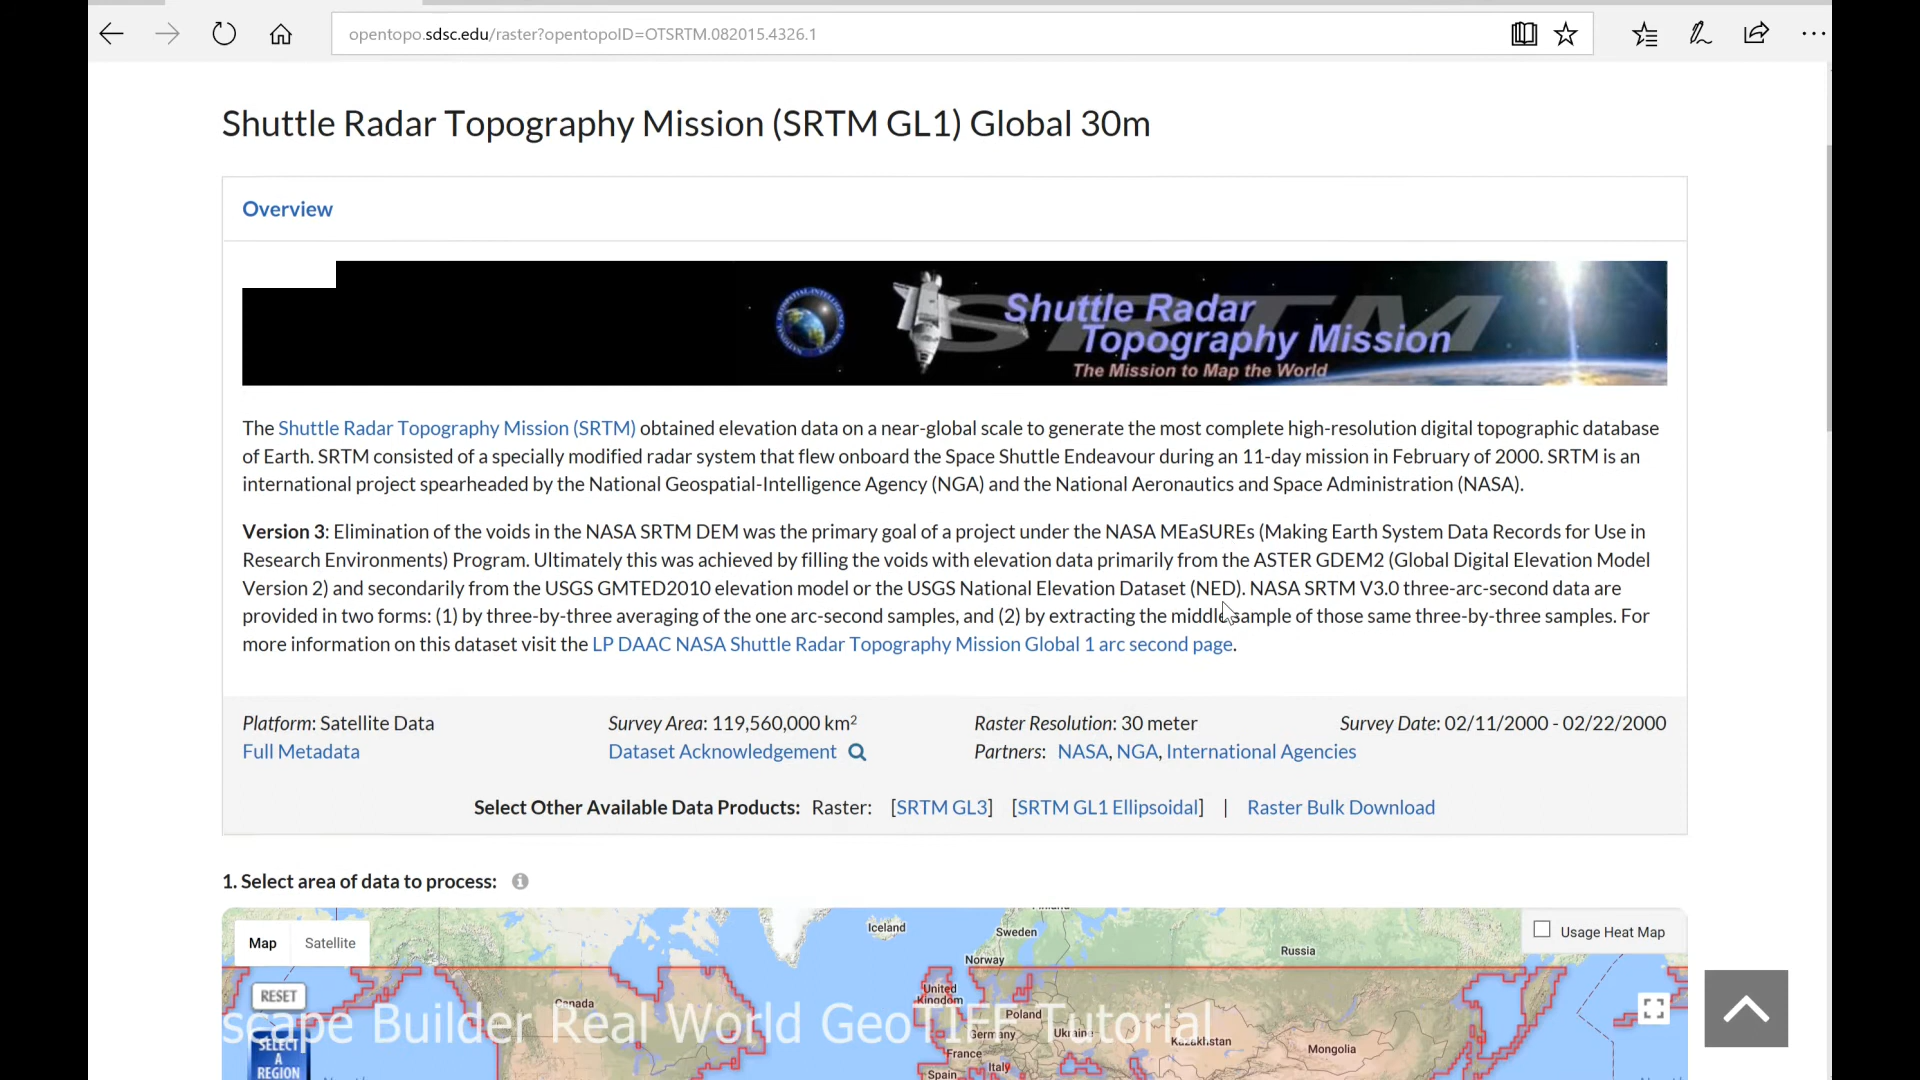 opentopo.sdsc.edu/raster?opentopoID=OTSRTM.082015.4326.1
Shuttle Radar Topography Mission (SRTM GL1) Global 30m
Overview
SRTM
Shuttle Radar
Topography Mission
The Mission to Map the World
The Shuttle Radar Topography Mission (SRTM) obtained elevation data on a near-global scale to generate the most complete high-resolution digital topographic database
of Earth. SRTM consisted of a specially modified radar system that flew onboard the Space Shuttle Endeavour during an 11-day mission in February of 2000. SRTM is an
international project spearheaded by the National Geospatial-Intelligence Agency (NGA) and the National Aeronautics and Space Administration (NASA).
Version 3: Elimination of the voids in the NASA SRTM DEM was the primary goal of a project under the NASA MEaSUREs (Making Earth System Data Records for Use in
Research Environments) Program. Ultimately this was achieved by filling the voids with elevation data primarily from the ASTER GDEM2 (Global Digital Elevation Model
Version 2) and secondarily from the USGS GMTED2010 elevation model or the USGS National Elevation Dataset (NED). NASA SRTM V3.0 three-arc-second data are
provided in two forms: (1) by three-by-three averaging of the one arc-second samples, and (2) by extracting the middle sample of those same three-by-three samples. For
more information on this dataset visit the LP DAAC NASA Shuttle Radar Topography Mission Global 1 arc second page.
Platform: Satellite Data Survey Area: 119,560,000 km² Raster Resolution: 30 meter Survey Date: 02/11/2000 - 02/22/2000
Full Metadata Dataset Acknowledgement Partners: NASA, NGA, International Agencies
Select Other Available Data Products: Raster: [SRTM GL3] [SRTM GL1 Ellipsoidal] | Raster Bulk Download
1. Select area of data to process:
Map Satellite
Usage Heat Map
Iceland
Sweden
Norway
Russia
RESET
Canada
United
Kingdom
Poland
Germany
Ukraine
Kazakhstan
Mongolia
France
Italy
Spain
SELECT
A
REGION
scape Builder Real World GeoTIFF Tutorial